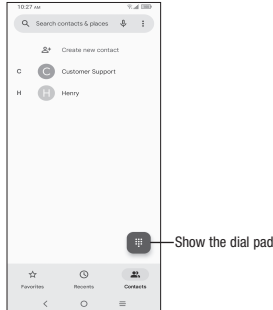 10:27 AM
Search contacts & places
Create new contact
C
C
Customer Support
H
H
Henry
Show the dial pad
Favorites
Recents
Contacts